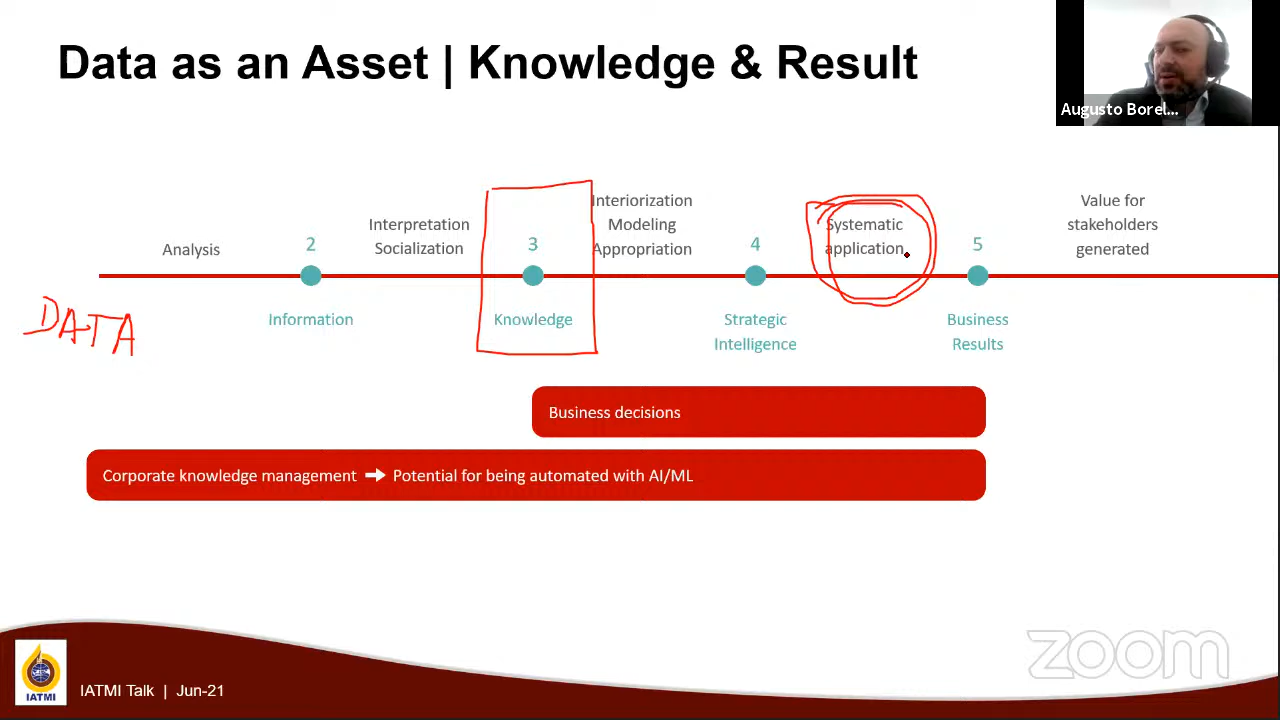 Data as an Asset | Knowledge & Result
Augusto Borel...
Analysis
2
Information
Interpretation
Socialization
3
Knowledge
Interiorization
Modeling
Appropriation
4
Strategic
Intelligence
Systematic
application
5
Business
Results
Value for
stakeholders
generated
DATA
Business decisions
Corporate knowledge management ➡ Potential for being automated with AI/ML
IATMI
IATMI Talk | Jun-21
zoom